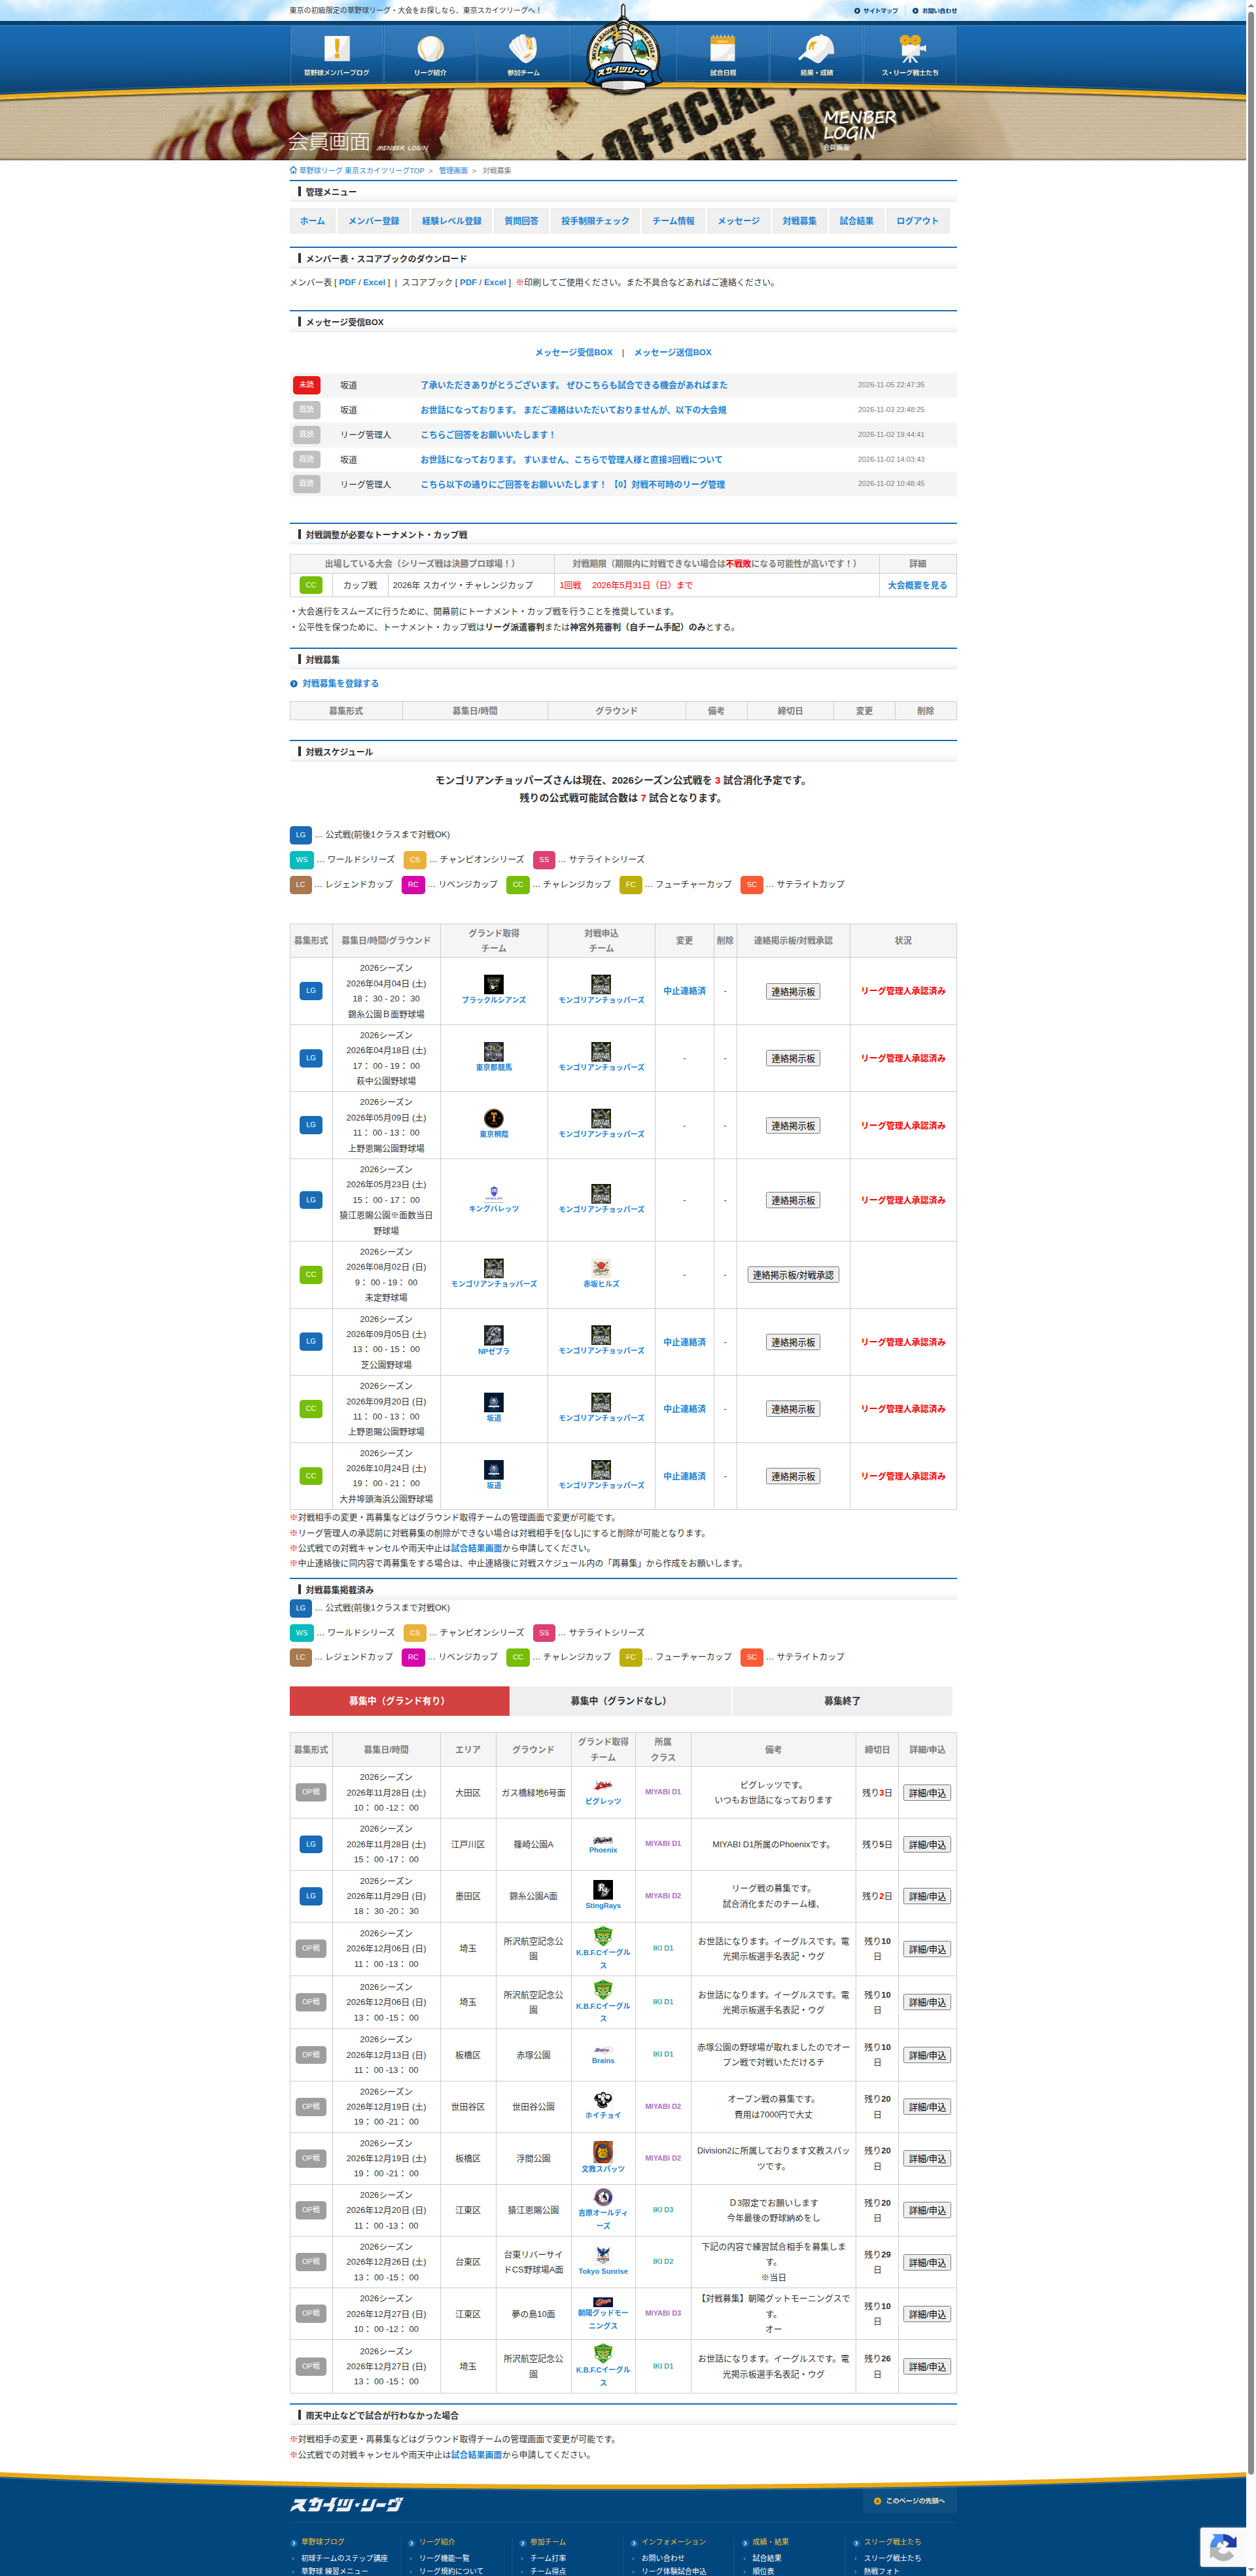 東京の初級限定の草野球リーグ・大会をお探しなら、東京スカイツリーグへ！
サイトマップ
お問い合わせ
草野球メンバーブログ
リーグ紹介
参加チーム
スカイツリーグ
試合日程
結果・成績
ス・リーグ戦士たち
会員画面 MENBER LOGIN
MENBER LOGIN
会員画面
草野球リーグ 東京スカイツリーグTOP > 管理画面 > 対戦募集
管理メニュー
ホーム メンバー登録 経験レベル登録 質問回答 投手制限チェック チーム情報 メッセージ 対戦募集 試合結果 ログアウト
メンバー表・スコアブックのダウンロード
メンバー表 [ PDF / Excel ] | スコアブック [ PDF / Excel ] ※印刷してご使用ください。また不具合などあればご連絡ください。
メッセージ受信BOX
メッセージ受信BOX | メッセージ送信BOX
未読 坂道 了承いただきありがとうございます。 ぜひこちらも試合できる機会があればまた 2026-11-05 22:47:35
既読 坂道 お世話になっております。 まだご連絡はいただいておりませんが、以下の大会規 2026-11-03 23:48:25
既読 リーグ管理人 こちらご回答をお願いいたします！ 2026-11-02 19:44:41
既読 坂道 お世話になっております。 すいません、こちらで管理人様と直接3回戦について 2026-11-02 14:03:43
既読 リーグ管理人 こちら以下の通りにご回答をお願いいたします！ 【0】対戦不可時のリーグ管理 2026-11-02 10:48:45
対戦調整が必要なトーナメント・カップ戦
出場している大会（シリーズ戦は決勝プロ球場！） 対戦期限（期限内に対戦できない場合は不戦敗になる可能性が高いです！） 詳細
CC カップ戦 2026年 スカイツ・チャレンジカップ 1回戦 2026年5月31日（日）まで 大会概要を見る
・大会進行をスムーズに行うために、開幕前にトーナメント・カップ戦を行うことを推奨しています。
・公平性を保つために、トーナメント・カップ戦はリーグ派遣審判または神宮外苑審判（自チーム手配）のみとする。
対戦募集
対戦募集を登録する
募集形式 募集日/時間 グラウンド 備考 締切日 変更 削除
対戦スケジュール
モンゴリアンチョッパーズさんは現在、2026シーズン公式戦を 3 試合消化予定です。
残りの公式戦可能試合数は 7 試合となります。
LG … 公式戦(前後1クラスまで対戦OK)
WS … ワールドシリーズ CS … チャンピオンシリーズ SS … サテライトシリーズ
LC … レジェンドカップ RC … リベンジカップ CC … チャレンジカップ FC … フューチャーカップ SC … サテライトカップ
募集形式 募集日/時間/グラウンド グランド取得 チーム 対戦申込 チーム 変更 削除 連絡掲示板/対戦承認 状況
2026シーズン
2026年04月04日 (土)
LG 18： 30 - 20： 30 ブラックルシアンズ モンゴリアンチョッパーズ 中止連絡済 - 連絡掲示板 リーグ管理人承認済み
錦糸公園Ｂ面野球場
2026シーズン
2026年04月18日 (土)
LG 17： 00 - 19： 00 東京都競馬 モンゴリアンチョッパーズ - - 連絡掲示板 リーグ管理人承認済み
萩中公園野球場
2026シーズン
2026年05月09日 (土)
LG 11： 00 - 13： 00 東京桐蔭 モンゴリアンチョッパーズ - - 連絡掲示板 リーグ管理人承認済み
上野恩賜公園野球場
2026シーズン
2026年05月23日 (土)
LG 15： 00 - 17： 00 キングバレッツ モンゴリアンチョッパーズ - - 連絡掲示板 リーグ管理人承認済み
猿江恩賜公園※面数当日
野球場
2026シーズン
2026年08月02日 (日)
CC 9： 00 - 19： 00 モンゴリアンチョッパーズ 赤坂ヒルズ - - 連絡掲示板/対戦承認
未定野球場
2026シーズン
2026年09月05日 (土)
LG 13： 00 - 15： 00 NPゼブラ モンゴリアンチョッパーズ 中止連絡済 - 連絡掲示板 リーグ管理人承認済み
芝公園野球場
2026シーズン
2026年09月20日 (日)
CC 11： 00 - 13： 00 坂道 モンゴリアンチョッパーズ 中止連絡済 - 連絡掲示板 リーグ管理人承認済み
上野恩賜公園野球場
2026シーズン
2026年10月24日 (土)
CC 19： 00 - 21： 00 坂道 モンゴリアンチョッパーズ 中止連絡済 - 連絡掲示板 リーグ管理人承認済み
大井埠頭海浜公園野球場
※対戦相手の変更・再募集などはグラウンド取得チームの管理画面で変更が可能です。
※リーグ管理人の承認前に対戦募集の削除ができない場合は対戦相手を[なし]にすると削除が可能となります。
※公式戦での対戦キャンセルや雨天中止は試合結果画面から申請してください。
※中止連絡後に同内容で再募集をする場合は、中止連絡後に対戦スケジュール内の「再募集」から作成をお願いします。
対戦募集掲載済み
LG … 公式戦(前後1クラスまで対戦OK)
WS … ワールドシリーズ CS … チャンピオンシリーズ SS … サテライトシリーズ
LC … レジェンドカップ RC … リベンジカップ CC … チャレンジカップ FC … フューチャーカップ SC … サテライトカップ
募集中（グランド有り） 募集中（グランドなし） 募集終了
募集形式 募集日/時間 エリア グラウンド グランド取得 チーム 所属 クラス 備考 締切日 詳細/申込
2026シーズン
OP戦 2026年11月28日 (土) 大田区 ガス橋緑地6号面 ピグレッツ MIYABI D1 ピグレッツです。 いつもお世話になっております 残り3日 詳細/申込
10： 00 -12： 00
2026シーズン
LG 2026年11月28日 (土) 江戸川区 篠崎公園A Phoenix MIYABI D1 MIYABI D1所属のPhoenixです。 残り5日 詳細/申込
15： 00 -17： 00
2026シーズン
LG 2026年11月29日 (日) 墨田区 錦糸公園A面 StingRays MIYABI D2 リーグ戦の募集です。 試合消化まだのチーム様、 残り2日 詳細/申込
18： 30 -20： 30
2026シーズン
OP戦 2026年12月06日 (日) 埼玉 所沢航空記念公園 K.B.F.Cイーグルス IKI D1 お世話になります。イーグルスです。電光掲示板選手名表記・ウグ 残り10日 詳細/申込
11： 00 -13： 00
2026シーズン
OP戦 2026年12月06日 (日) 埼玉 所沢航空記念公園 K.B.F.Cイーグルス IKI D1 お世話になります。イーグルスです。電光掲示板選手名表記・ウグ 残り10日 詳細/申込
13： 00 -15： 00
2026シーズン
OP戦 2026年12月13日 (日) 板橋区 赤塚公園 Brains IKI D1 赤塚公園の野球場が取れましたのでオープン戦で対戦いただけるチ 残り10日 詳細/申込
11： 00 -13： 00
2026シーズン
OP戦 2026年12月19日 (土) 世田谷区 世田谷公園 ホイチョイ MIYABI D2 オープン戦の募集です。 費用は7000円で大丈 残り20日 詳細/申込
19： 00 -21： 00
2026シーズン
OP戦 2026年12月19日 (土) 板橋区 浮間公園 文教スパッツ MIYABI D2 Division2に所属しております文教スパッツです。 残り20日 詳細/申込
19： 00 -21： 00
2026シーズン
OP戦 2026年12月20日 (日) 江東区 猿江恩賜公園 吉原オールディーズ IKI D3 Ｄ3限定でお願いします 今年最後の野球納めをし 残り20日 詳細/申込
11： 00 -13： 00
2026シーズン
OP戦 2026年12月26日 (土) 台東区 台東リバーサイドCS野球場A面 Tokyo Sunrise IKI D2 下記の内容で練習試合相手を募集します。 ※当日 残り29日 詳細/申込
13： 00 -15： 00
2026シーズン
OP戦 2026年12月27日 (日) 江東区 夢の島10面 朝陽グッドモーニングス MIYABI D3 【対戦募集】朝陽グットモーニングスです。 オー 残り10日 詳細/申込
10： 00 -12： 00
2026シーズン
OP戦 2026年12月27日 (日) 埼玉 所沢航空記念公園 K.B.F.Cイーグルス IKI D1 お世話になります。イーグルスです。電光掲示板選手名表記・ウグ 残り26日 詳細/申込
13： 00 -15： 00
雨天中止などで試合が行わなかった場合
※対戦相手の変更・再募集などはグラウンド取得チームの管理画面で変更が可能です。
※公式戦での対戦キャンセルや雨天中止は試合結果画面から申請してください。
スカイツ・リーグ
このページの先頭へ
草野球ブログ リーグ紹介 参加チーム インフォメーション 成績・結果 スリーグ戦士たち
初球チームのステップ講座 リーグ機能一覧 チーム打率 お問い合わせ 試合結果 スリーグ戦士たち
草野球 練習メニュー リーグ規約について チーム得点 リーグ体験試合申込 順位表 熱戦フォト